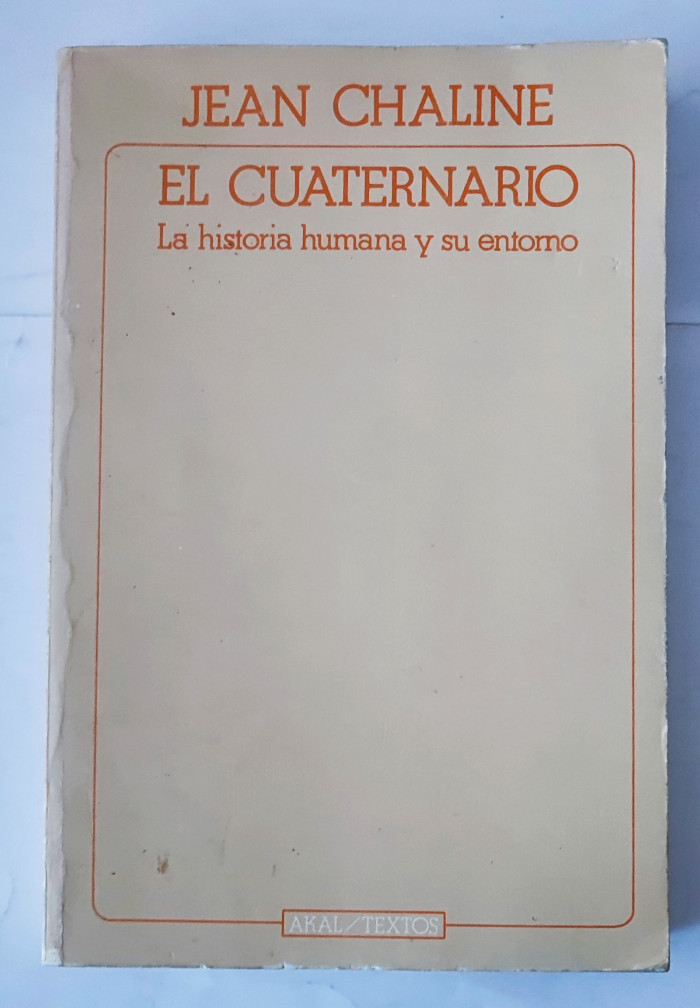 JEAN CHALINE
EL CUATERNARIO
La historia humana y su entorno
AKAL/TEXTOS